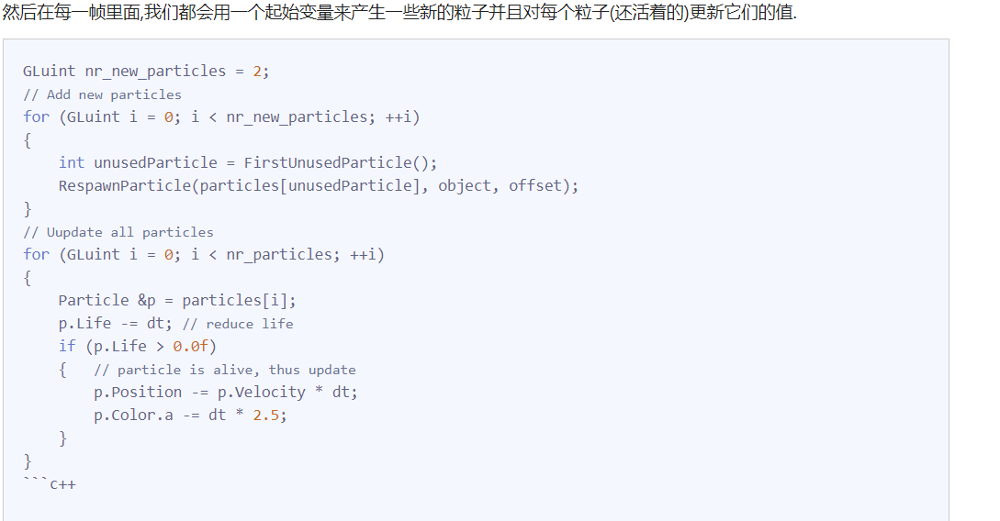 然后在每一帧里面,我们都会用一个起始变量来产生一些新的粒子并且对每个粒子(还活着的)更新它们的值.
GLuint nr_new_particles = 2;
// Add new particles
for (GLuint i = 0; i < nr_new_particles; ++i)
{
    int unusedParticle = FirstUnusedParticle();
    RespawnParticle(particles[unusedParticle], object, offset);
}
// Uupdate all particles
for (GLuint i = 0; i < nr_particles; ++i)
{
    Particle &p = particles[i];
    p.Life -= dt; // reduce life
    if (p.Life > 0.0f)
    {   // particle is alive, thus update
        p.Position -= p.Velocity * dt;
        p.Color.a -= dt * 2.5;
    }
}
```c++